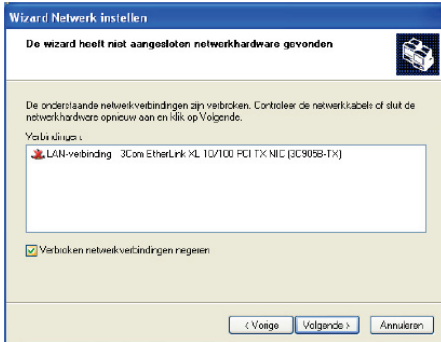 Wizard Netwerk instellen
De wizard heeft niet aangesloten netwerkhardware gevonden
De onderstaande netwerkverbindingen zijn verbroken. Controleer de netwerkkabels of sluit de
netwerkhardware opnieuw aan en klik op Volgende.
Verbindingen:
LAN-verbinding 3Com EtherLink XL 10/100 PCI TX NIC (3C905B-TX)
Verbroken netwerkverbindingen negeren
< Vorige Volgende > Annuleren